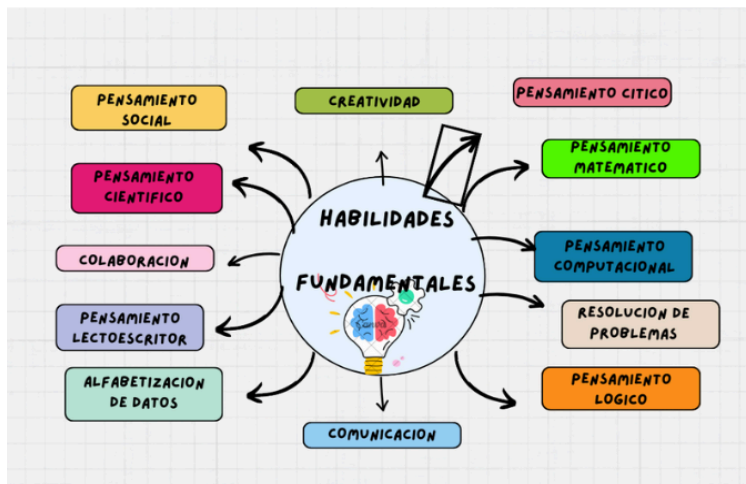 PENSAMIENTO
SOCIAL
CREATIVIDAD
PENSAMIENTO CITICO
PENSAMIENTO
MATEMATICO
PENSAMIENTO
CIENTIFICO
HABILIDADES
FUNDAMENTALES
COLABORACION
PENSAMIENTO
COMPUTACIONAL
PENSAMIENTO
LECTOESCRITOR
RESOLUCION DE
PROBLEMAS
ALFABETIZACION
DE DATOS
PENSAMIENTO
LOGICO
COMUNICACION